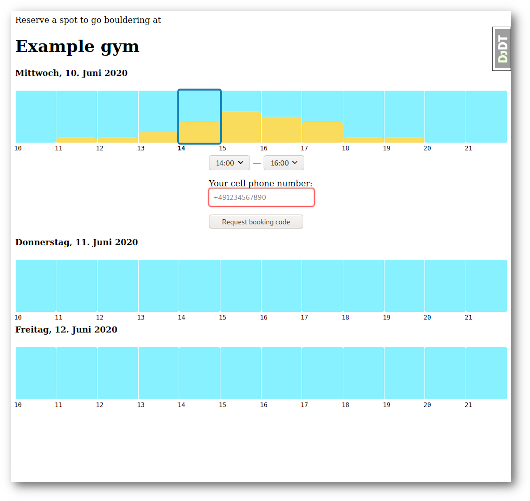 Reserve a spot to go bouldering at
Example gym
DJDT
Mittwoch, 10. Juni 2020
10 11 12 13 14 15 16 17 18 19 20 21
14:00 — 16:00
Your cell phone number:
+491234567890
Request booking code
Donnerstag, 11. Juni 2020
10 11 12 13 14 15 16 17 18 19 20 21
Freitag, 12. Juni 2020
10 11 12 13 14 15 16 17 18 19 20 21